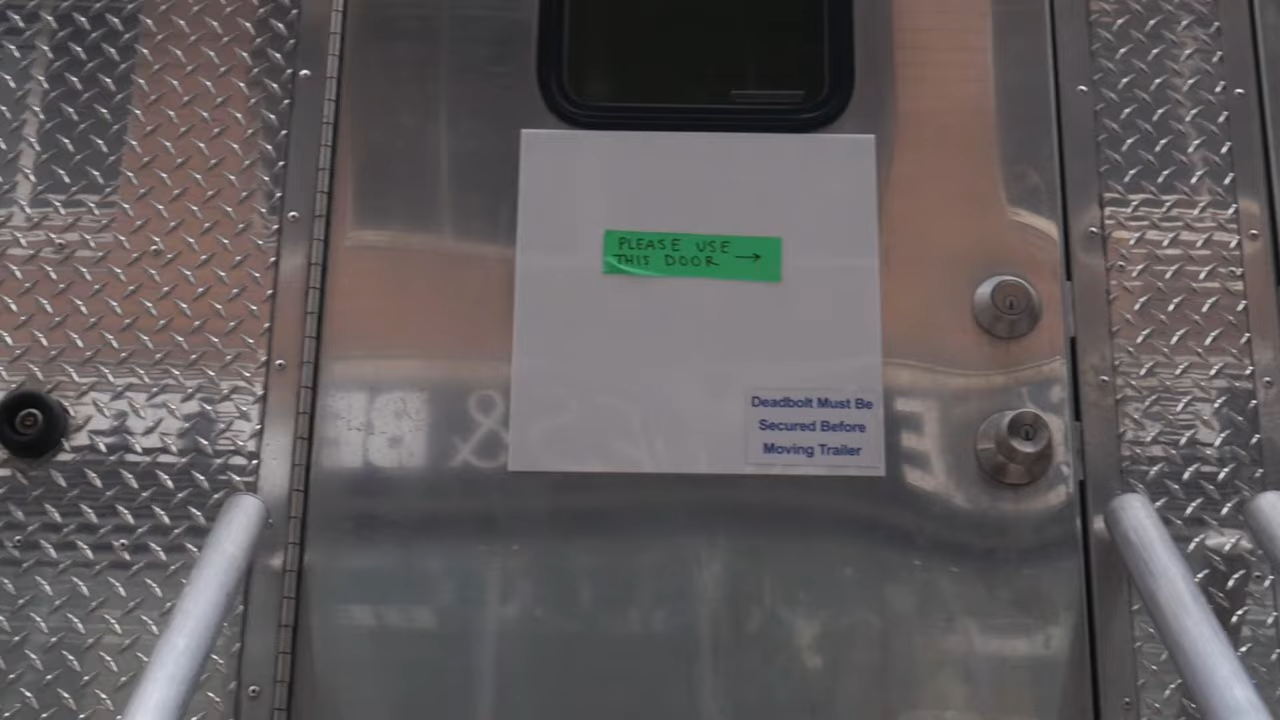 PLEASE USE
THIS DOOR →
Deadbolt Must Be
Secured Before
Moving Trailer